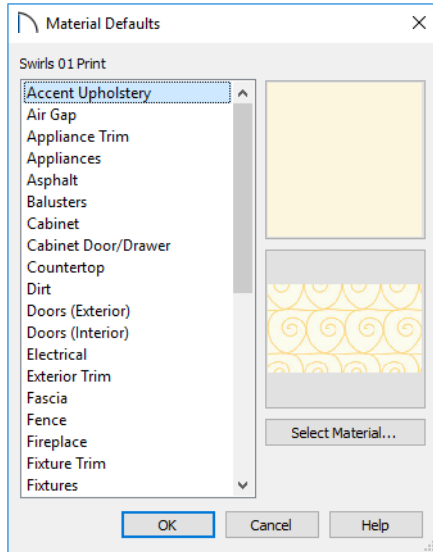 Material Defaults
Swirls 01 Print
Accent Upholstery
Air Gap
Appliance Trim
Appliances
Asphalt
Balusters
Cabinet
Cabinet Door/Drawer
Countertop
Dirt
Doors (Exterior)
Doors (Interior)
Electrical
Exterior Trim
Fascia
Fence
Fireplace
Fixture Trim
Fixtures
Select Material...
OK Cancel Help